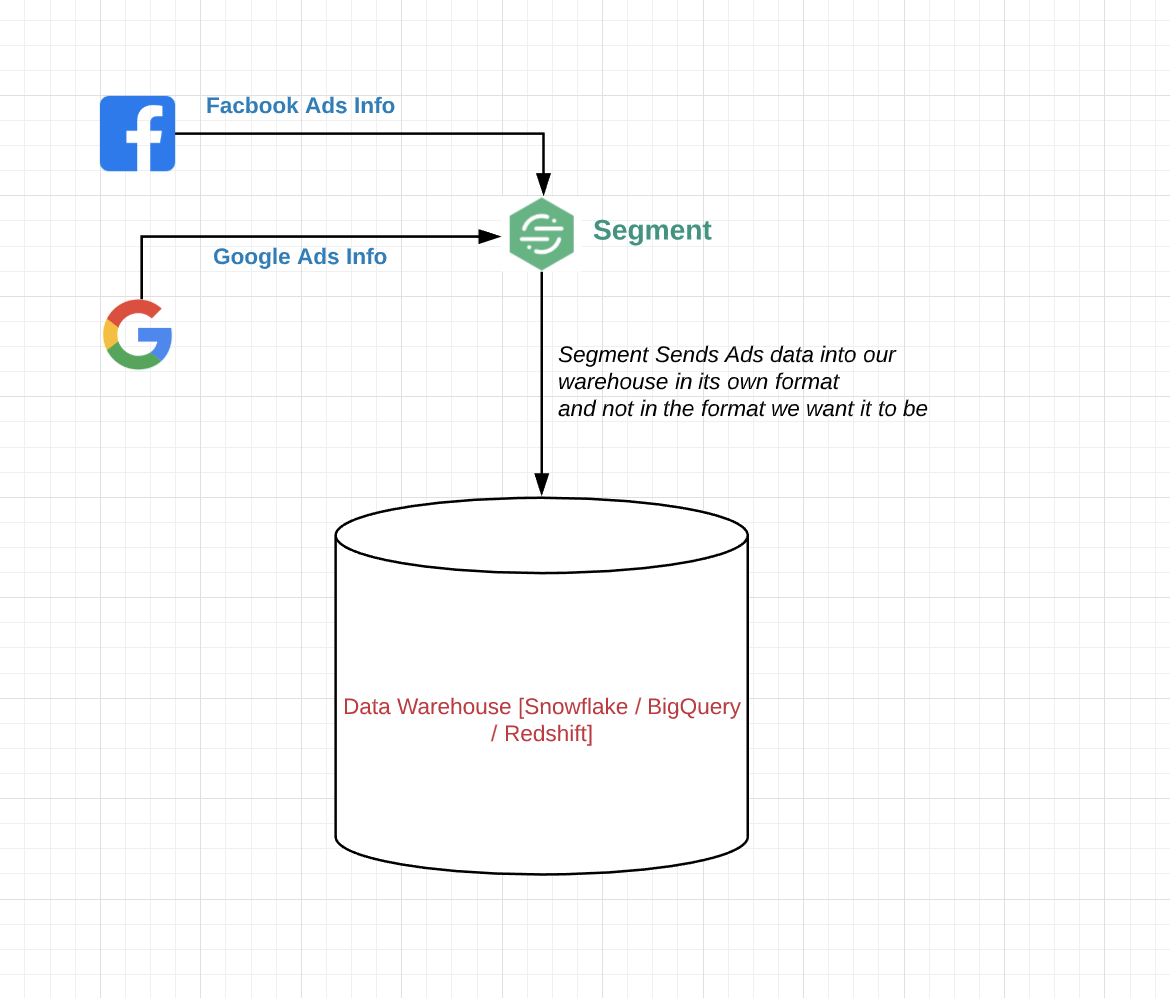 Facbook Ads Info
Segment
Google Ads Info
Segment Sends Ads data into our
warehouse in its own format
and not in the format we want it to be
Data Warehouse [Snowflake / BigQuery
/ Redshift]